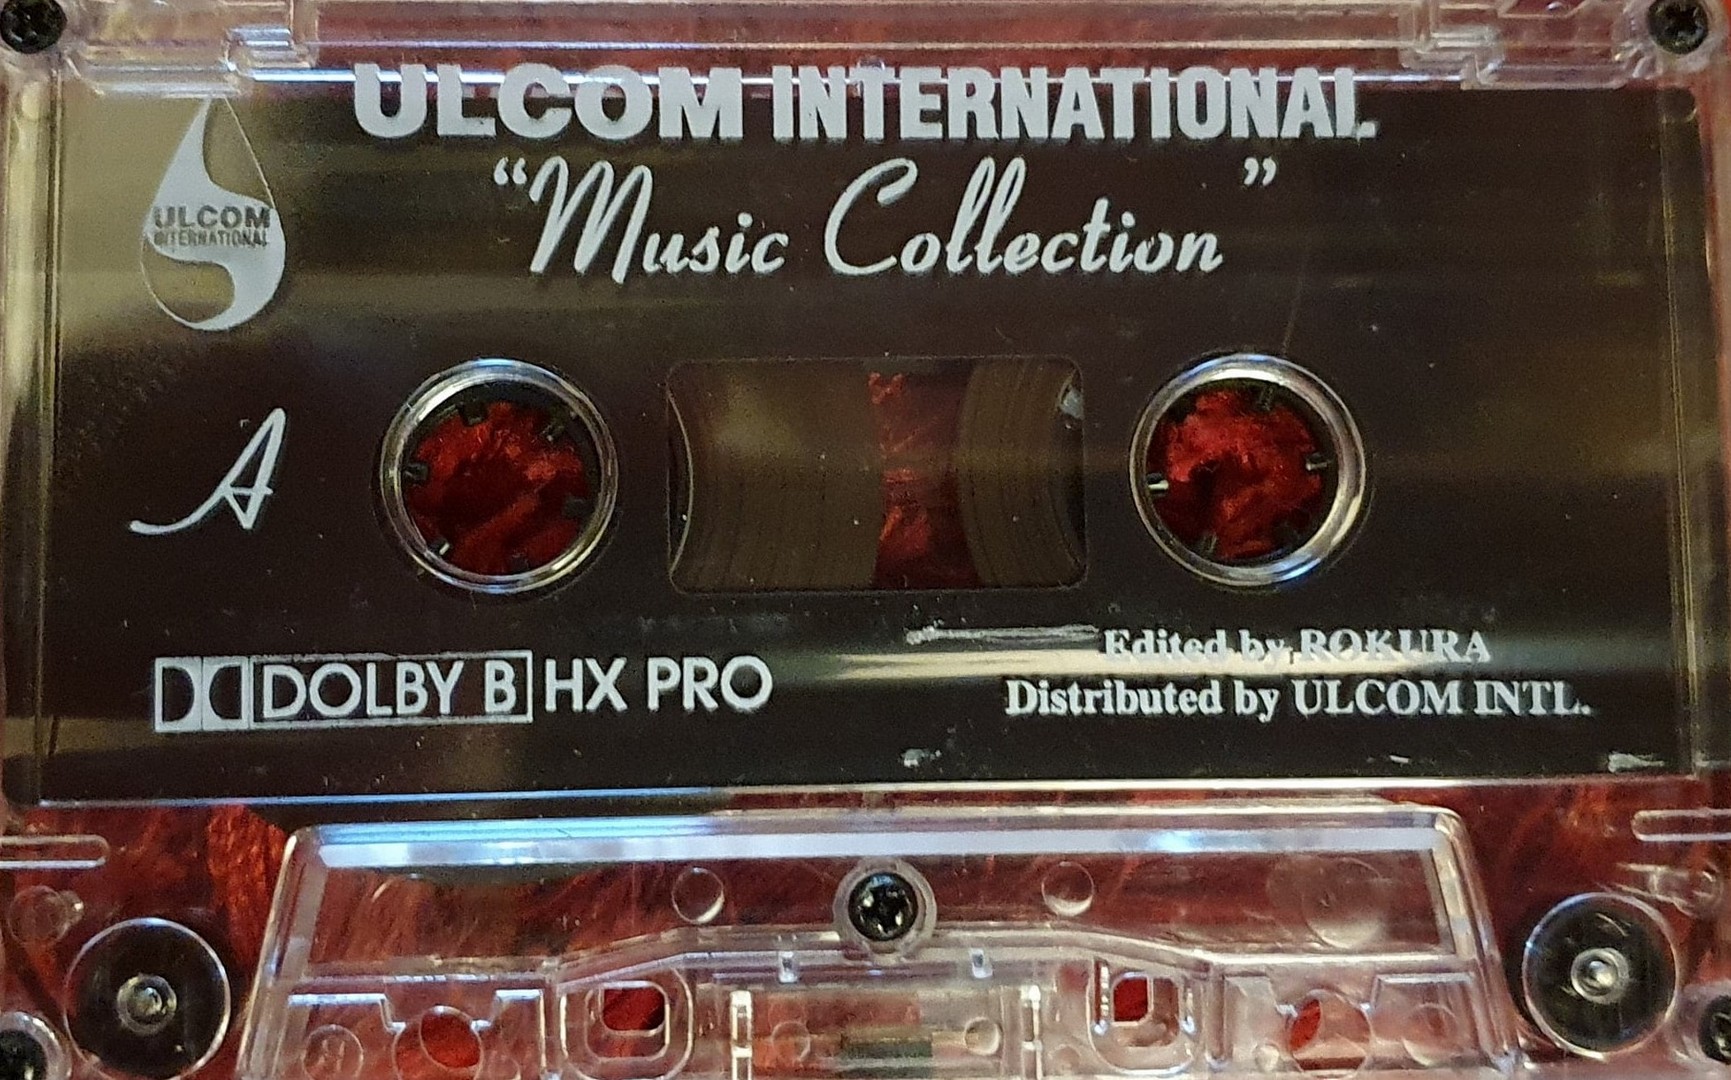 ULCOM INTERNATIONAL
"Music Collection"
ULCOM
INTERNATIONAL
A
DOLBY B HX PRO
Edited by ROKURA
Distributed by ULCOM INTL.